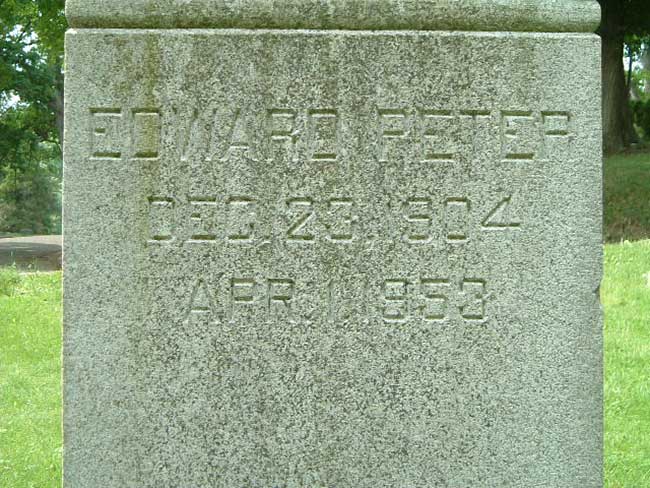 EDWARD PETER
DEC. 23, 1904
APR. 1, 1953